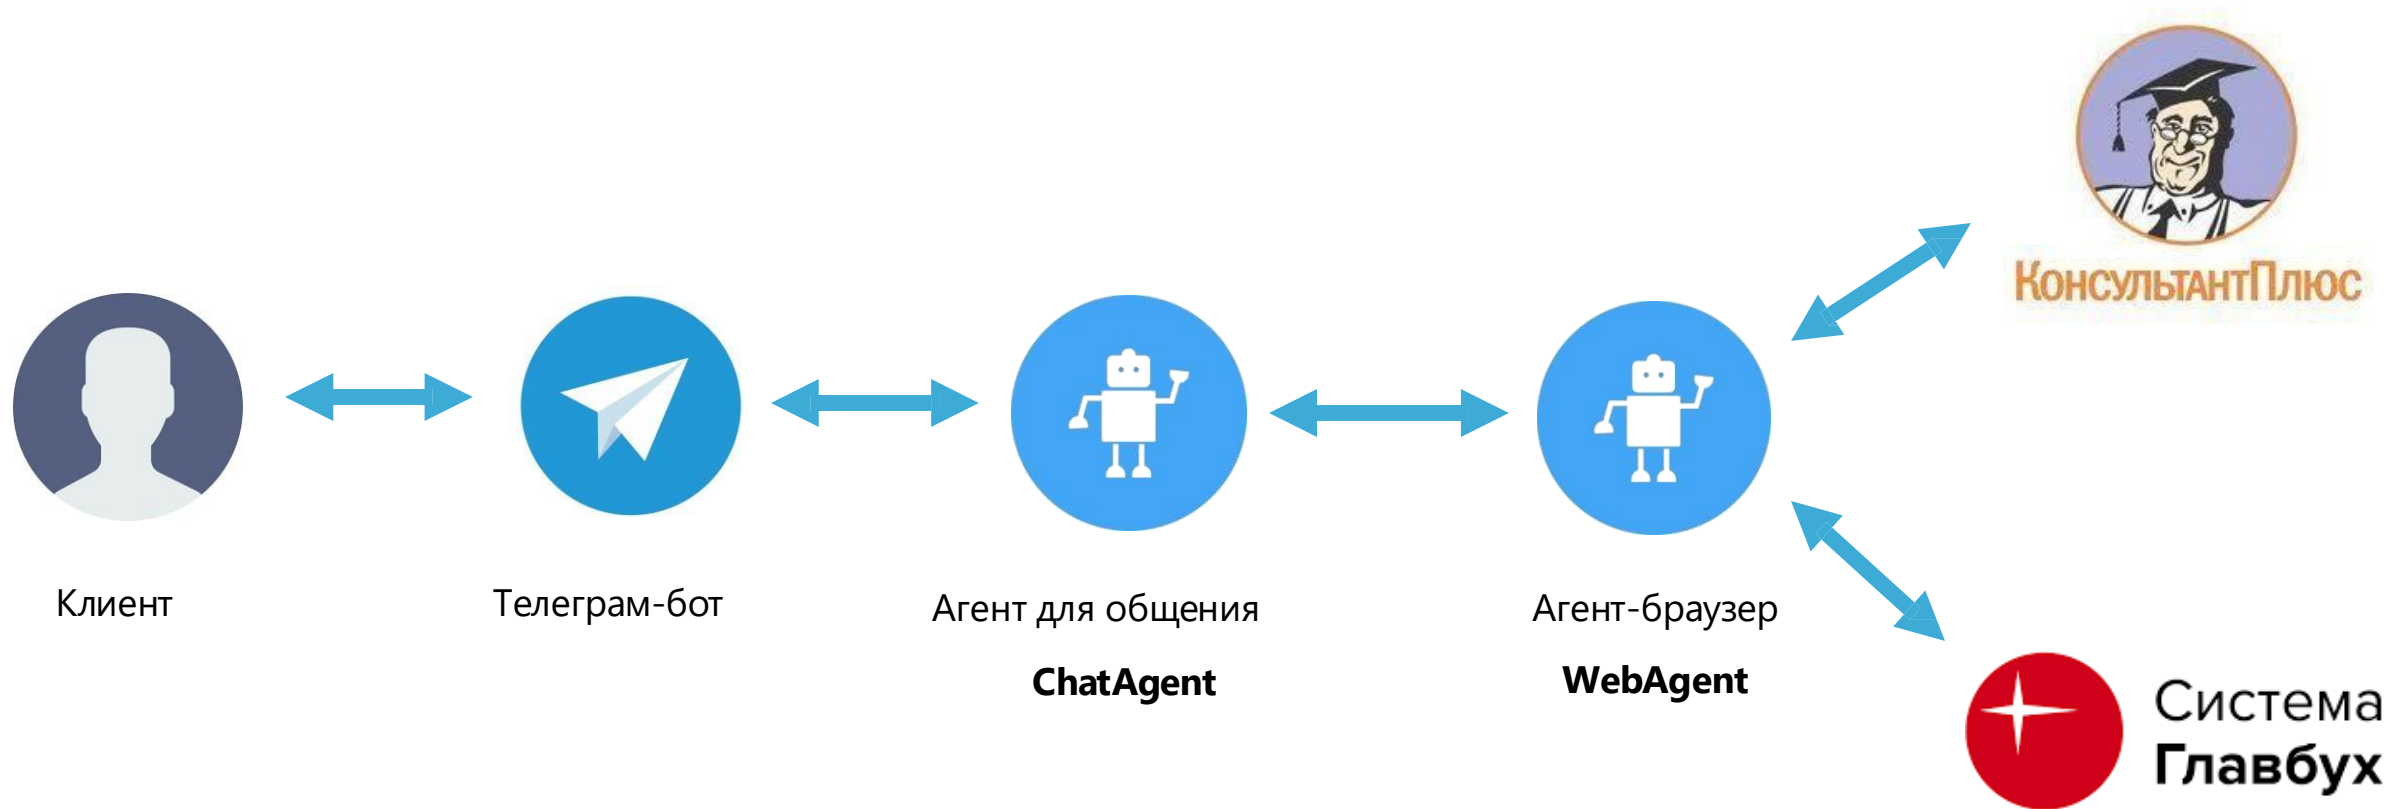 КонсультантПлюс
Клиент
Телеграм-бот
Агент для общения
ChatAgent
Агент-браузер
WebAgent
Система
Главбух